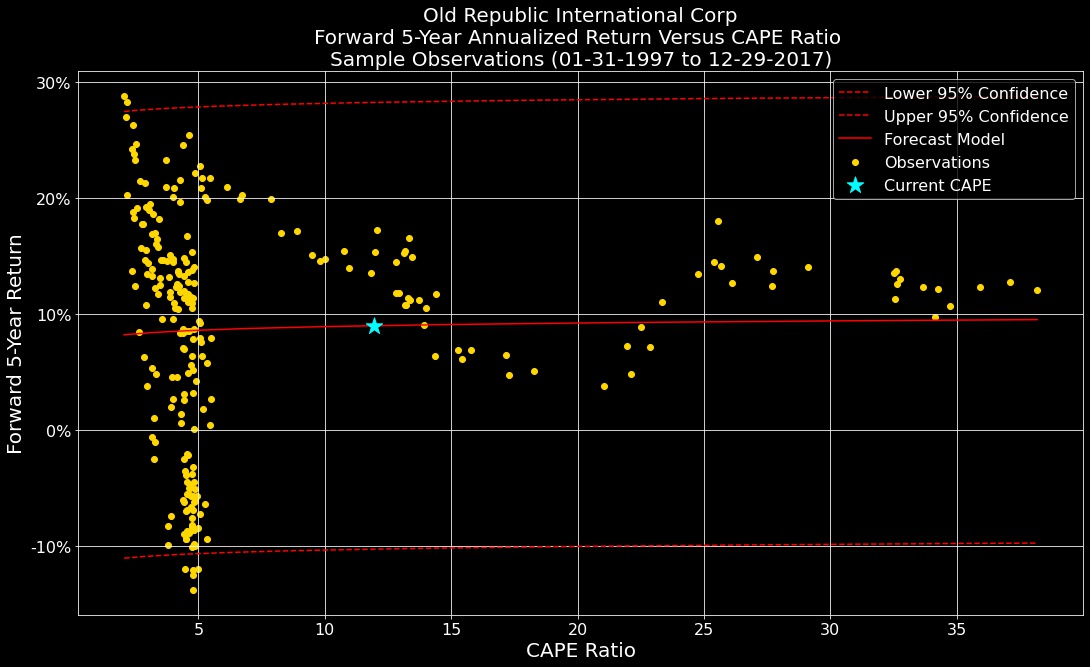 Old Republic International Corp
Forward 5-Year Annualized Return Versus CAPE Ratio
Sample Observations (01-31-1997 to 12-29-2017)
30%
20%
10%
0%
-10%
Forward 5-Year Return
Lower 95% Confidence
Upper 95% Confidence
Forecast Model
Observations
Current CAPE
5
10
15
20
25
30
35
CAPE Ratio